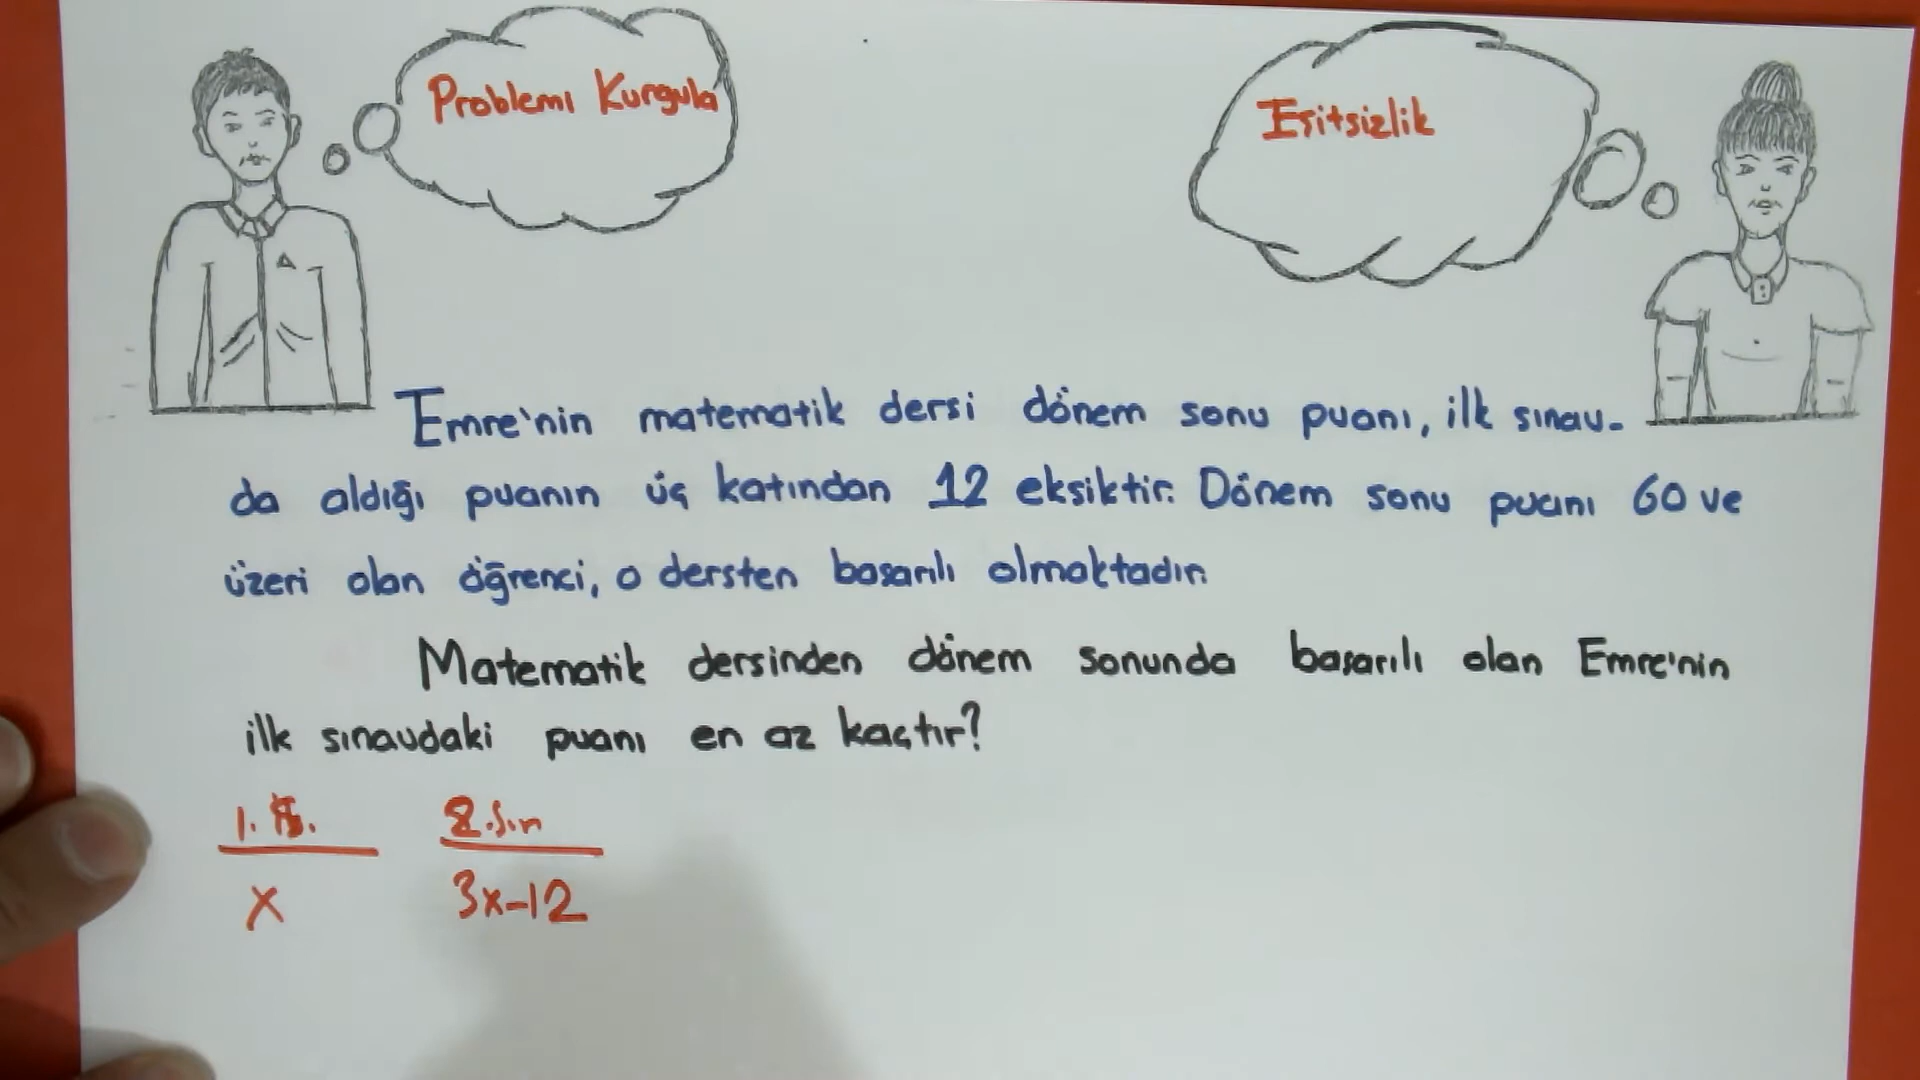 Problemi Kurgula
Eşitsizlik
Emre'nin matematik dersi dönem sonu puanı, ilk sınav-
da aldığı puanın üç katından 12 eksiktir. Dönem sonu puanı 60 ve
üzeri olan öğrenci, o dersten başarılı olmaktadır.
Matematik dersinden dönem sonunda başarılı olan Emre'nin
ilk sınavdaki puanı en az kaçtır?
1. S. 2.Sın
x 3x-12